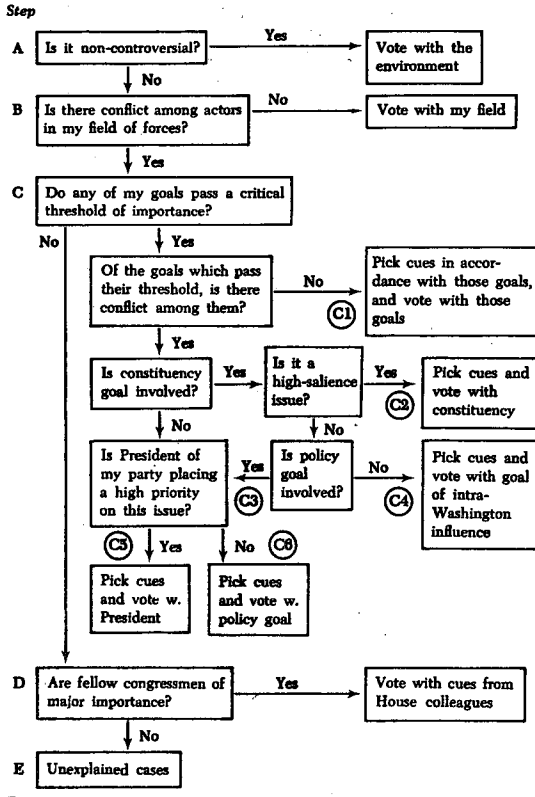 Step
A Is it non-controversial?
Yes
Vote with the
environment
No
B Is there conflict among actors
in my field of forces?
No
Vote with my field
Yes
C Do any of my goals pass a critical
threshold of importance?
No
Yes
Of the goals which pass
their threshold, is there
conflict among them?
No
C1
Pick cues in accor-
dance with those goals,
and vote with those
goals
Yes
Is constituency
goal involved?
Yes
Is it a
high-salience
issue?
Yes
C2
Pick cues and
vote with
constituency
No
No
Is President of
my party placing
a high priority
on this issue?
Yes
C3
Is policy
goal
involved?
No
C4
Pick cues and
vote with goal
of intra-
Washington
influence
C5
Yes
No
C6
Pick cues
and vote w.
President
Pick cues
and vote w.
policy goal
D Are fellow congressmen of
major importance?
Yes
Vote with cues from
House colleagues
No
E Unexplained cases